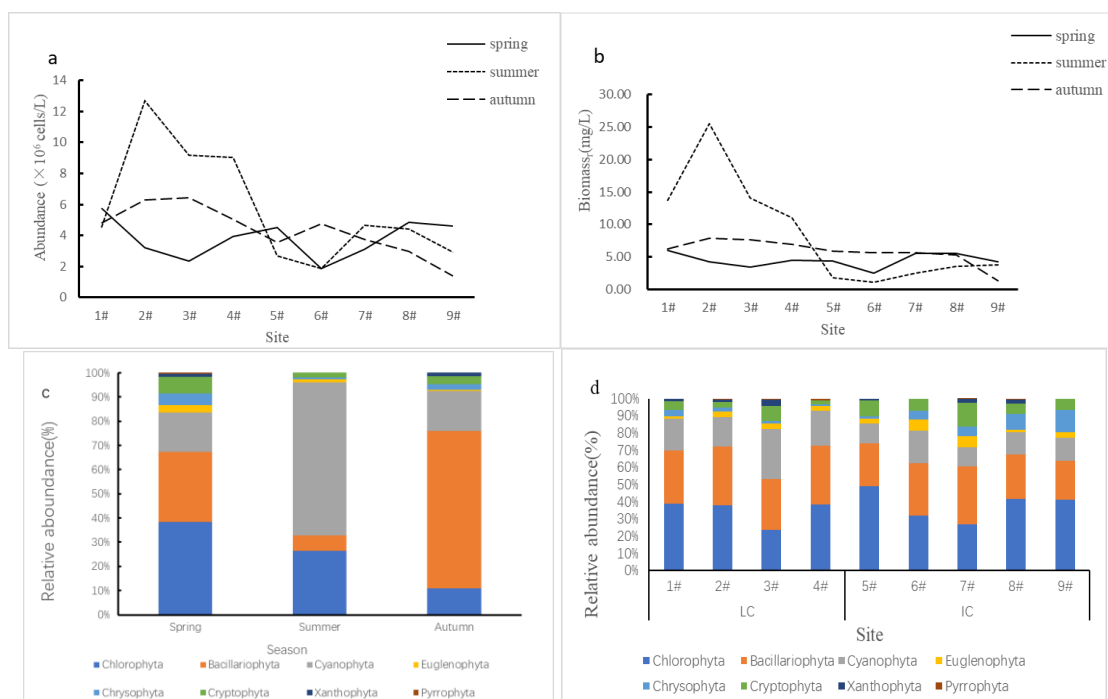 a
spring
summer
autumn
Abundance (×10⁶ cells/L)
14
12
10
8
6
4
2
0
1# 2# 3# 4# 5# 6# 7# 8# 9#
Site
b
spring
summer
autumn
Biomass,(mg/L)
30.00
25.00
20.00
15.00
10.00
5.00
0.00
1# 2# 3# 4# 5# 6# 7# 8# 9#
Site
c
Relative aboundance(%)
100%
90%
80%
70%
60%
50%
40%
30%
20%
10%
0%
Spring Summer Autumn
Season
Chlorophyta Bacillariophyta Cyanophyta Euglenophyta
Chrysophyta Cryptophyta Xanthophyta Pyrrophyta
d
Relative abundance(%)
100%
90%
80%
70%
60%
50%
40%
30%
20%
10%
0%
1# 2# 3# 4# 5# 6# 7# 8# 9#
LC IC
Site
Chlorophyta Bacillariophyta Cyanophyta Euglenophyta
Chrysophyta Cryptophyta Xanthophyta Pyrrophyta